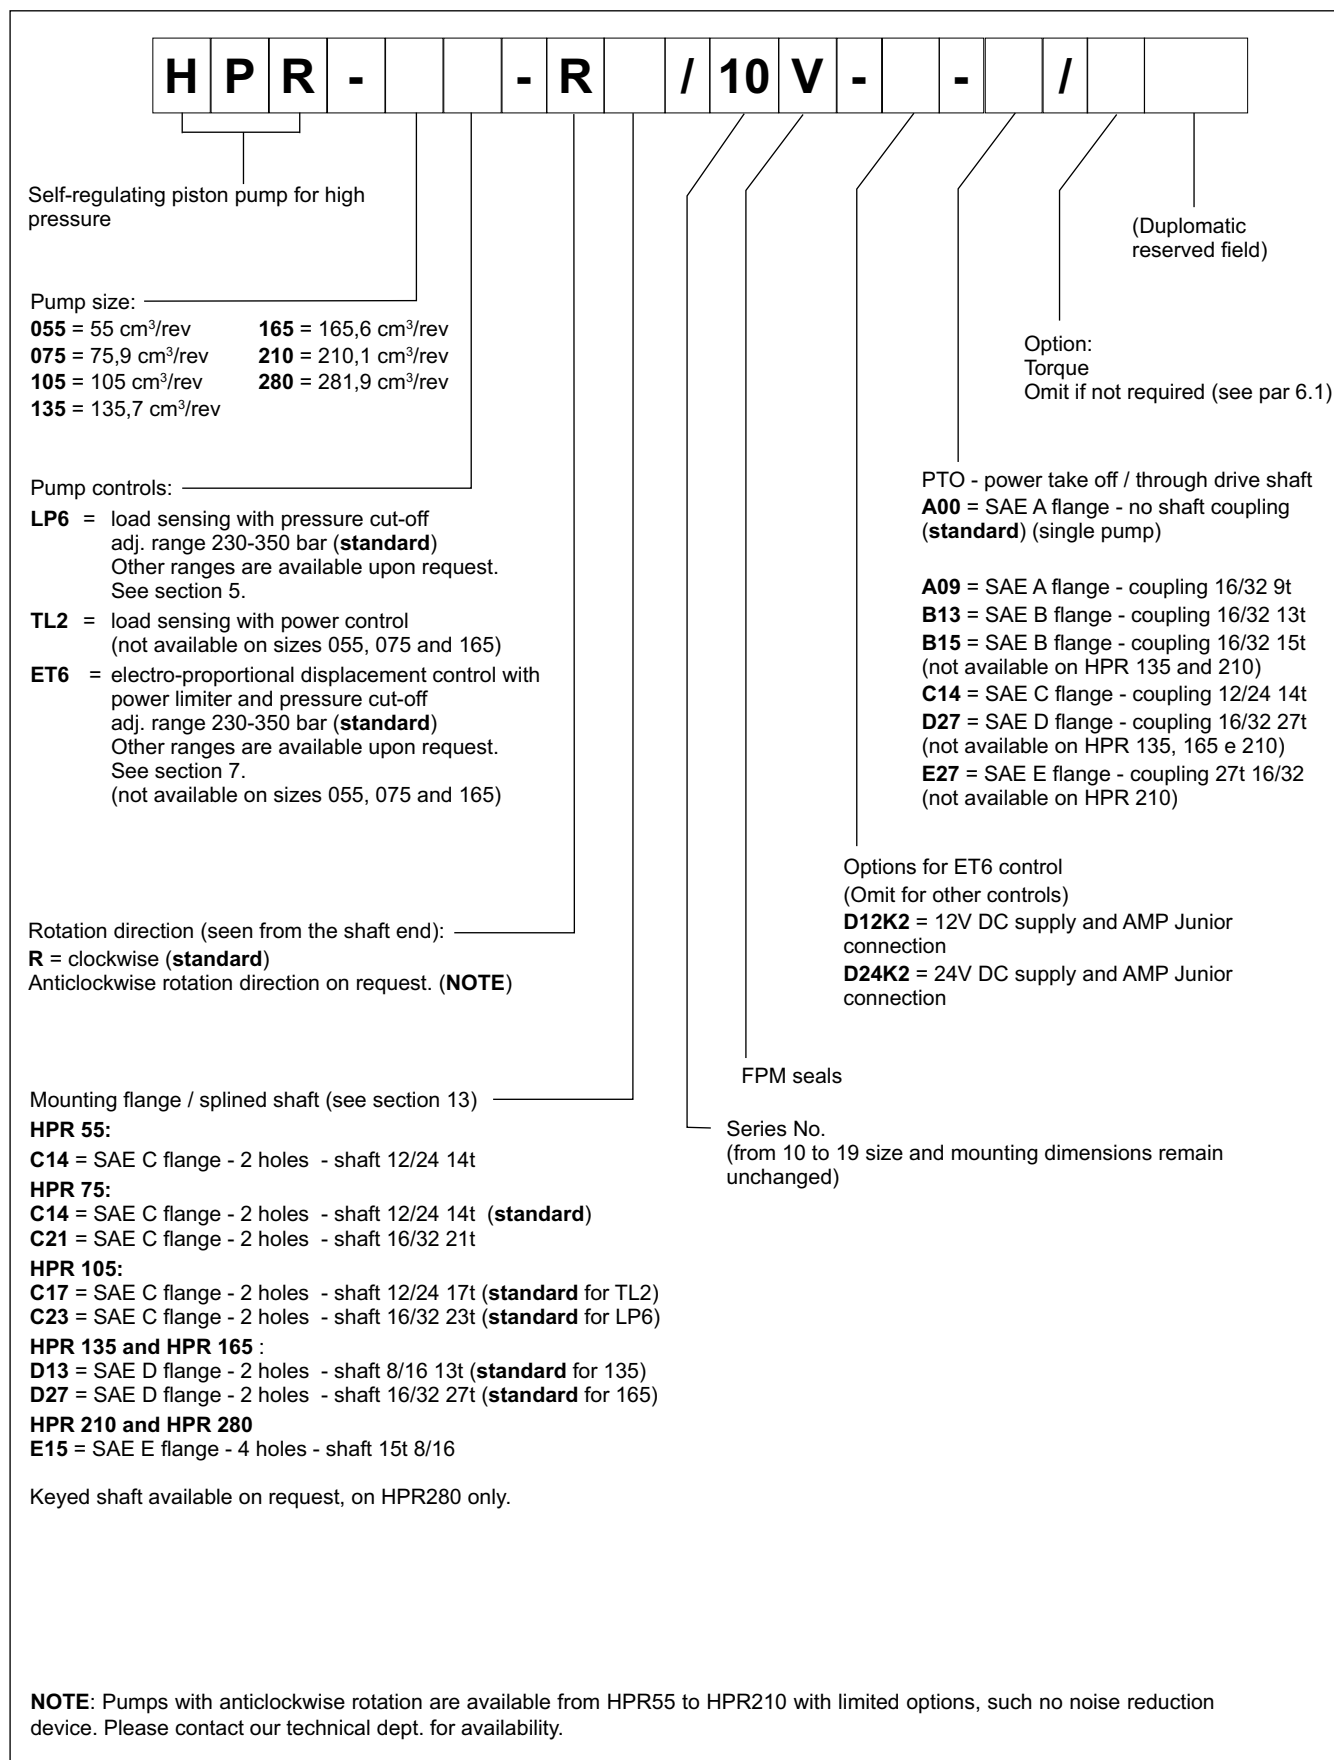 H P R - - R / 10 V - - /
Self-regulating piston pump for high
pressure
(Duplomatic
reserved field)
Pump size:
055 = 55 cm³/rev 165 = 165,6 cm³/rev
075 = 75,9 cm³/rev 210 = 210,1 cm³/rev
105 = 105 cm³/rev 280 = 281,9 cm³/rev
135 = 135,7 cm³/rev
Option:
Torque
Omit if not required (see par 6.1)
Pump controls:
LP6 = load sensing with pressure cut-off
adj. range 230-350 bar (standard)
Other ranges are available upon request.
See section 5.
TL2 = load sensing with power control
(not available on sizes 055, 075 and 165)
ET6 = electro-proportional displacement control with
power limiter and pressure cut-off
adj. range 230-350 bar (standard)
Other ranges are available upon request.
See section 7.
(not available on sizes 055, 075 and 165)
PTO - power take off / through drive shaft
A00 = SAE A flange - no shaft coupling
(standard) (single pump)
A09 = SAE A flange - coupling 16/32 9t
B13 = SAE B flange - coupling 16/32 13t
B15 = SAE B flange - coupling 16/32 15t
(not available on HPR 135 and 210)
C14 = SAE C flange - coupling 12/24 14t
D27 = SAE D flange - coupling 16/32 27t
(not available on HPR 135, 165 e 210)
E27 = SAE E flange - coupling 27t 16/32
(not available on HPR 210)
Options for ET6 control
(Omit for other controls)
D12K2 = 12V DC supply and AMP Junior
connection
D24K2 = 24V DC supply and AMP Junior
connection
Rotation direction (seen from the shaft end):
R = clockwise (standard)
Anticlockwise rotation direction on request. (NOTE)
FPM seals
Series No.
(from 10 to 19 size and mounting dimensions remain
unchanged)
Mounting flange / splined shaft (see section 13)
HPR 55:
C14 = SAE C flange - 2 holes - shaft 12/24 14t
HPR 75:
C14 = SAE C flange - 2 holes - shaft 12/24 14t (standard)
C21 = SAE C flange - 2 holes - shaft 16/32 21t
HPR 105:
C17 = SAE C flange - 2 holes - shaft 12/24 17t (standard for TL2)
C23 = SAE C flange - 2 holes - shaft 16/32 23t (standard for LP6)
HPR 135 and HPR 165 :
D13 = SAE D flange - 2 holes - shaft 8/16 13t (standard for 135)
D27 = SAE D flange - 2 holes - shaft 16/32 27t (standard for 165)
HPR 210 and HPR 280
E15 = SAE E flange - 4 holes - shaft 15t 8/16
Keyed shaft available on request, on HPR280 only.
NOTE: Pumps with anticlockwise rotation are available from HPR55 to HPR210 with limited options, such no noise reduction
device. Please contact our technical dept. for availability.